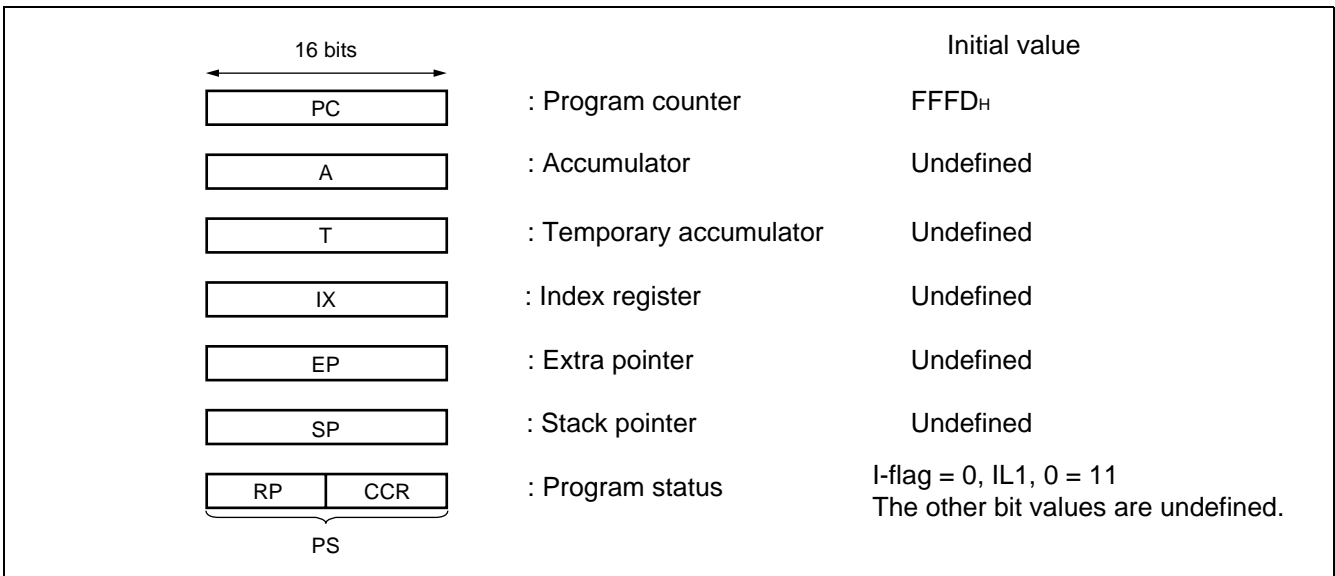 16 bits
Initial value
PC : Program counter FFFDH
A : Accumulator Undefined
T : Temporary accumulator Undefined
IX : Index register Undefined
EP : Extra pointer Undefined
SP : Stack pointer Undefined
RP CCR : Program status I-flag = 0, IL1, 0 = 11
The other bit values are undefined.
PS